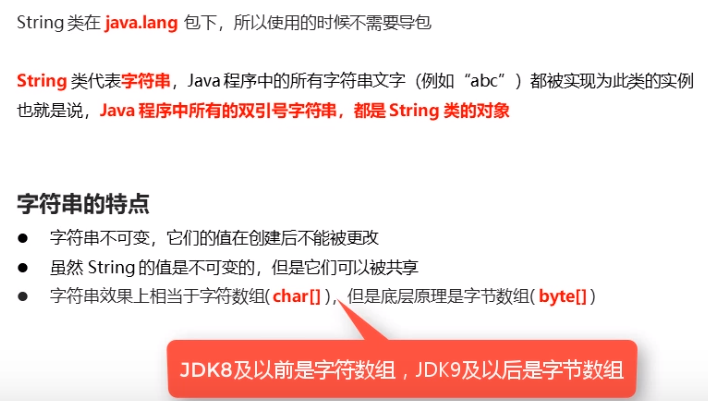 String 类在 java.lang 包下，所以使用的时候不需要导包
String 类代表字符串，Java 程序中的所有字符串文字（例如“abc”）都被实现为此类的实例
也就是说，Java 程序中所有的双引号字符串，都是 String 类的对象
字符串的特点
● 字符串不可变，它们的值在创建后不能被更改
● 虽然 String 的值是不可变的，但是它们可以被共享
● 字符串效果上相当于字符数组( char[] )，但是底层原理是字节数组( byte[] )
JDK8及以前是字符数组，JDK9及以后是字节数组